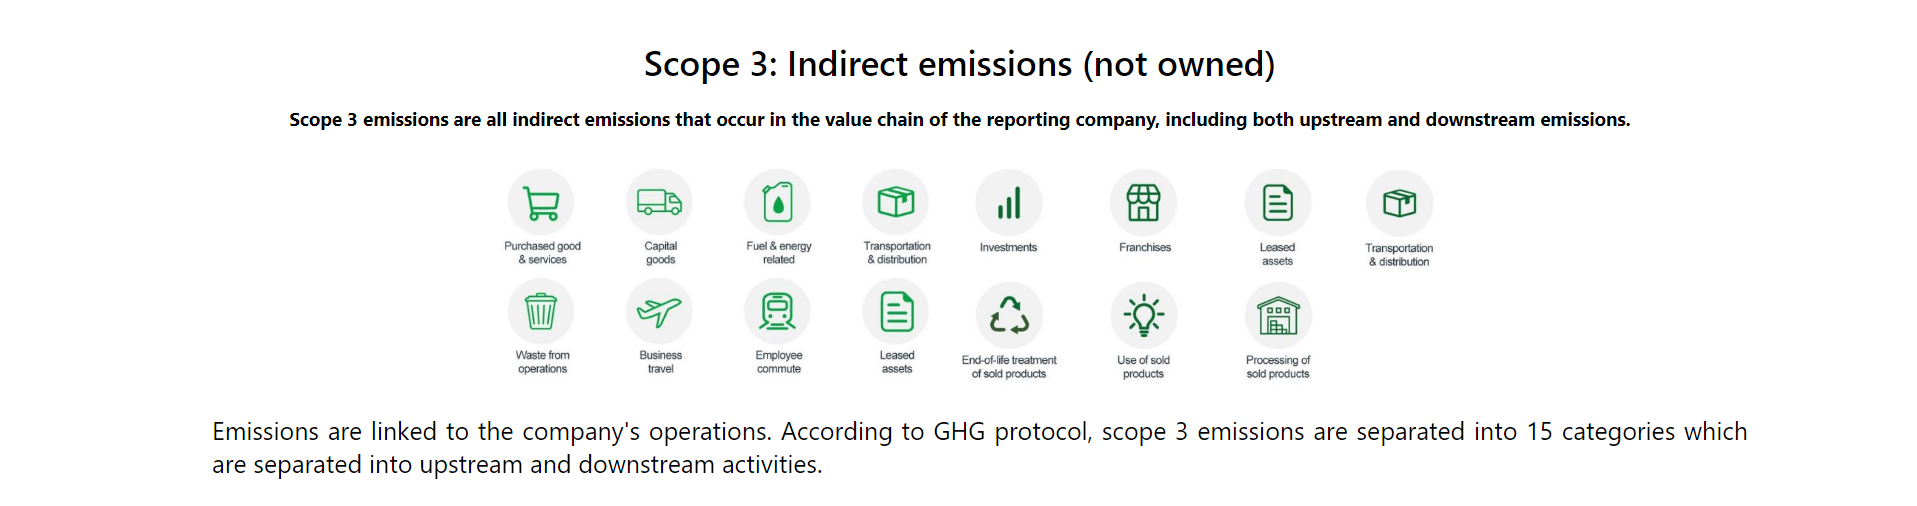 Scope 3: Indirect emissions (not owned)
Scope 3 emissions are all indirect emissions that occur in the value chain of the reporting company, including both upstream and downstream emissions.
Purchased good
& services
Capital
goods
Fuel & energy
related
Transportation
& distribution
Investments
Franchises
Leased
assets
Transportation
& distribution
Waste from
operations
Business
travel
Employee
commute
Leased
assets
End-of-life treatment
of sold products
Use of sold
products
Processing of
sold products
Emissions are linked to the company's operations. According to GHG protocol, scope 3 emissions are separated into 15 categories which
are separated into upstream and downstream activities.